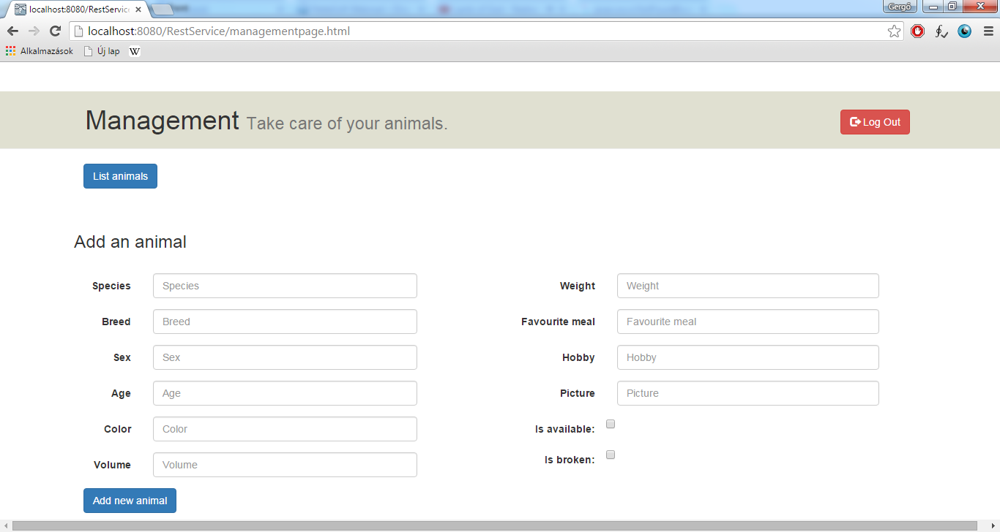 localhost:8080/RestServic
Gergő
localhost:8080/RestService/managementpage.html
Alkalmazások Új lap W
Management Take care of your animals.
Log Out
List animals
Add an animal
Species Species
Weight Weight
Breed Breed
Favourite meal Favourite meal
Sex Sex
Hobby Hobby
Age Age
Picture Picture
Color Color
Is available:
Volume Volume
Is broken:
Add new animal